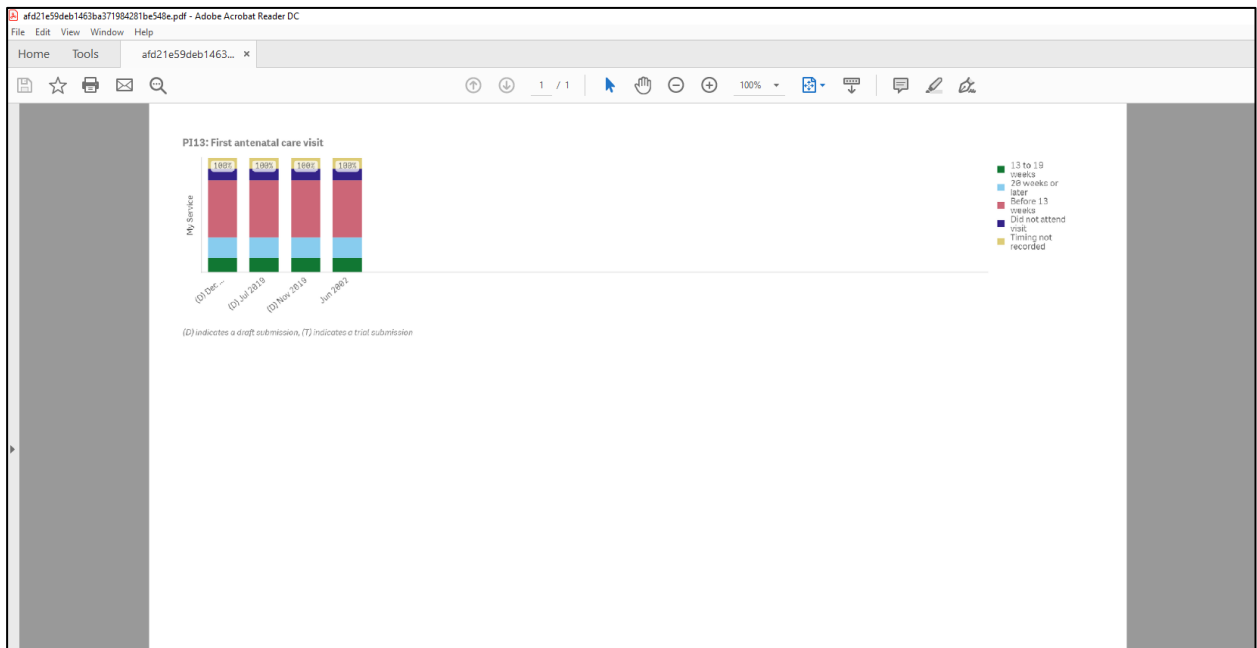 afd21e59deb1463ba371984281be548e.pdf - Adobe Acrobat Reader DC
File Edit View Window Help
Home Tools afd21e59deb1463... ×
1 / 1 100%
PI13: First antenatal care visit
100% 100% 100% 100%
My Service
(D) Dec ...
(D) Jul 2019
(D) Nov 2019
Jun 2002
13 to 19
weeks
20 weeks or
later
Before 13
weeks
Did not attend
visit
Timing not
recorded
(D) indicates a draft submission, (T) indicates a trial submission